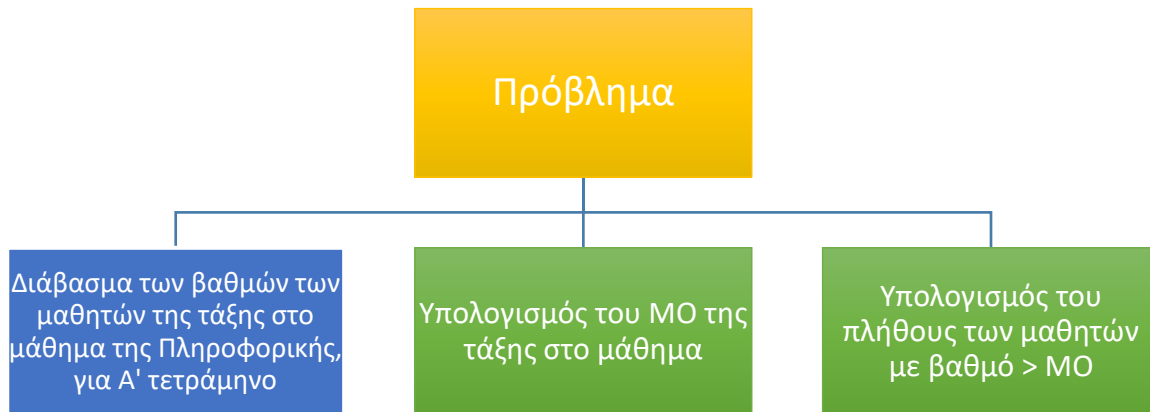 Πρόβλημα
Διάβασμα των βαθμών των
μαθητών της τάξης στο
μάθημα της Πληροφορικής,
για Α' τετράμηνο
Υπολογισμός του ΜΟ της
τάξης στο μάθημα
Υπολογισμός του
πλήθους των μαθητών
με βαθμό > ΜΟ